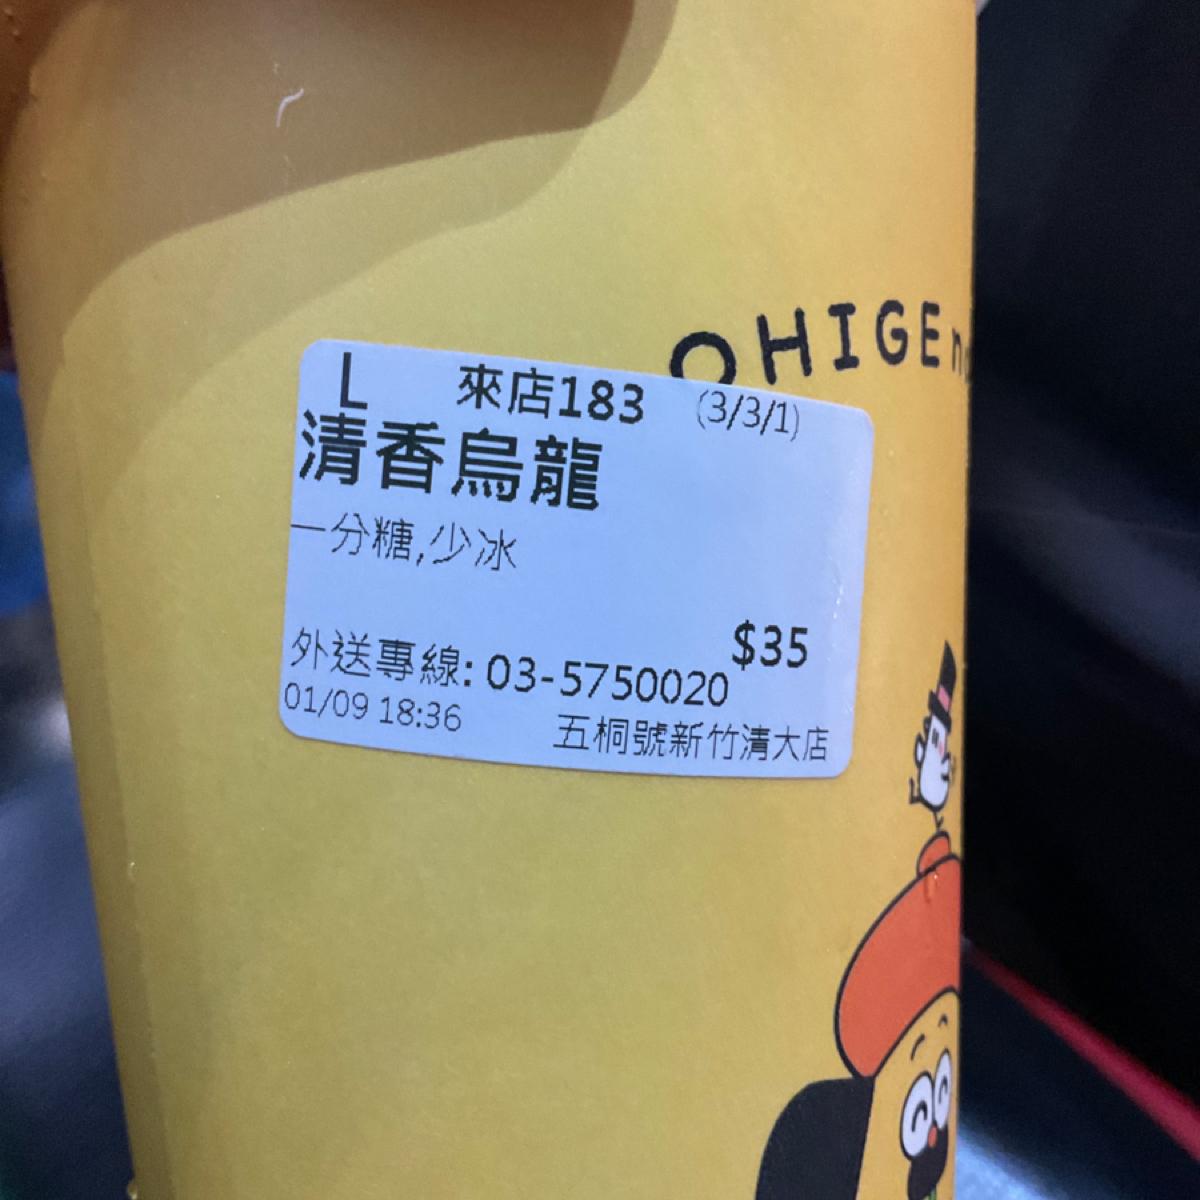 OHIGE
L 來店183 (3/3/1)
清香烏龍
一分糖,少冰
$35
外送專線: 03-5750020
01/09 18:36 五桐號新竹清大店